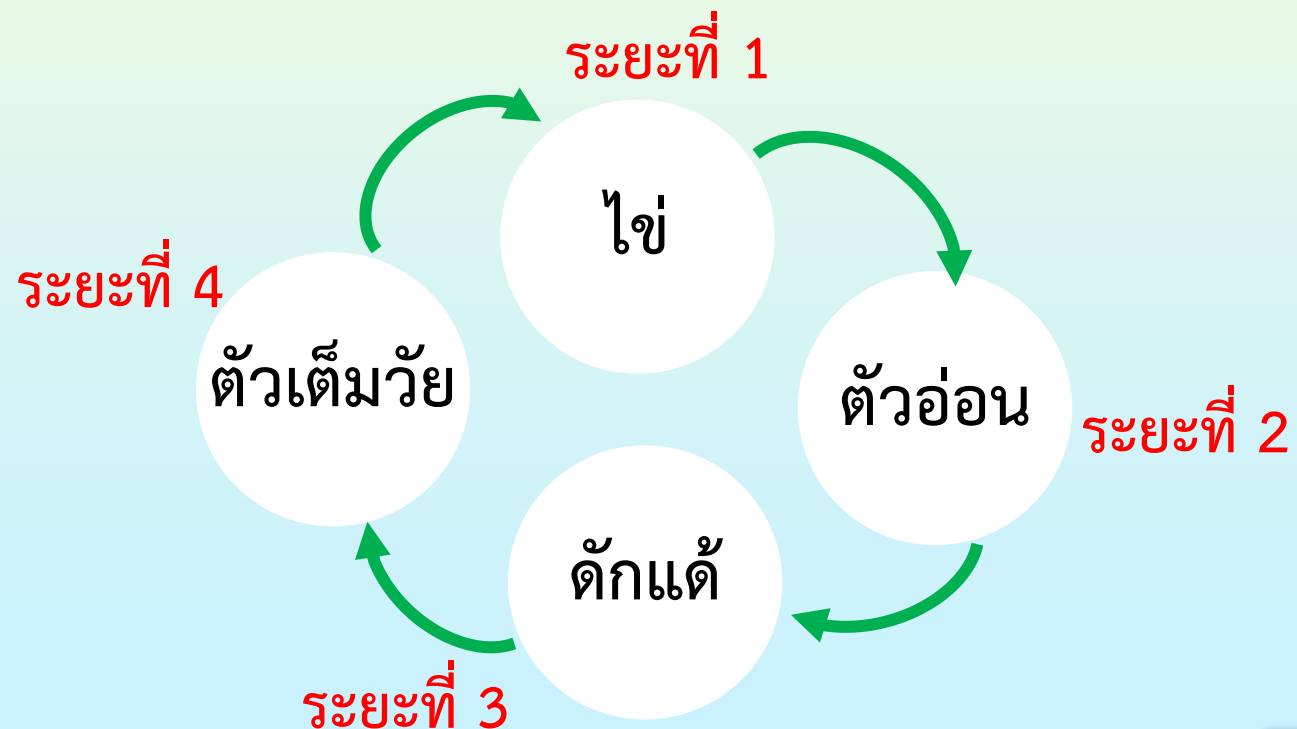 ระยะที่ 1
ไข่
ระยะที่ 2
ตัวอ่อน
ระยะที่ 3
ดักแด้
ระยะที่ 4
ตัวเต็มวัย